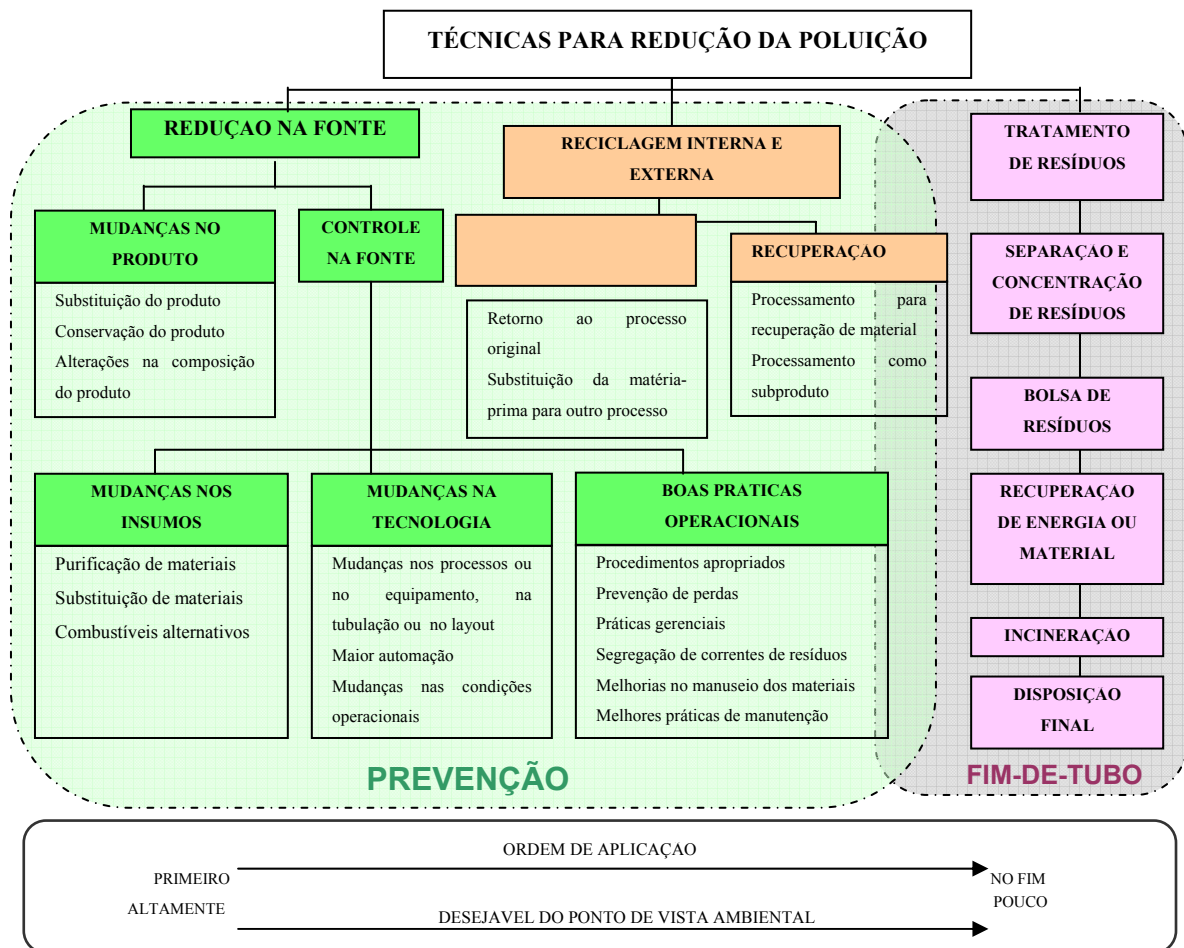 TÉCNICAS PARA REDUÇÃO DA POLUIÇÃO
REDUÇAO NA FONTE
MUDANÇAS NO
PRODUTO
Substituição do produto
Conservação do produto
Alterações na composição
do produto
CONTROLE
NA FONTE
RECICLAGEM INTERNA E
EXTERNA
Retorno ao processo
original
Substituição da matéria-
prima para outro processo
RECUPERAÇAO
Processamento para
recuperação de material
Processamento como
subproduto
MUDANÇAS NOS
INSUMOS
Purificação de materiais
Substituição de materiais
Combustíveis alternativos
MUDANÇAS NA
TECNOLOGIA
Mudanças nos processos ou
no equipamento, na
tubulação ou no layout
Maior automação
Mudanças nas condições
operacionais
BOAS PRATICAS
OPERACIONAIS
Procedimentos apropriados
Prevenção de perdas
Práticas gerenciais
Segregação de correntes de resíduos
Melhorias no manuseio dos materiais
Melhores práticas de manutenção
PREVENÇÃO
TRATAMENTO
DE RESÍDUOS
SEPARAÇAO E
CONCENTRAÇÃO
DE RESÍDUOS
BOLSA DE
RESÍDUOS
RECUPERAÇAO
DE ENERGIA OU
MATERIAL
INCINERAÇAO
DISPOSIÇAO
FINAL
FIM-DE-TUBO
ORDEM DE APLICAÇAO
PRIMEIRO
NO FIM
ALTAMENTE
POUCO
DESEJAVEL DO PONTO DE VISTA AMBIENTAL